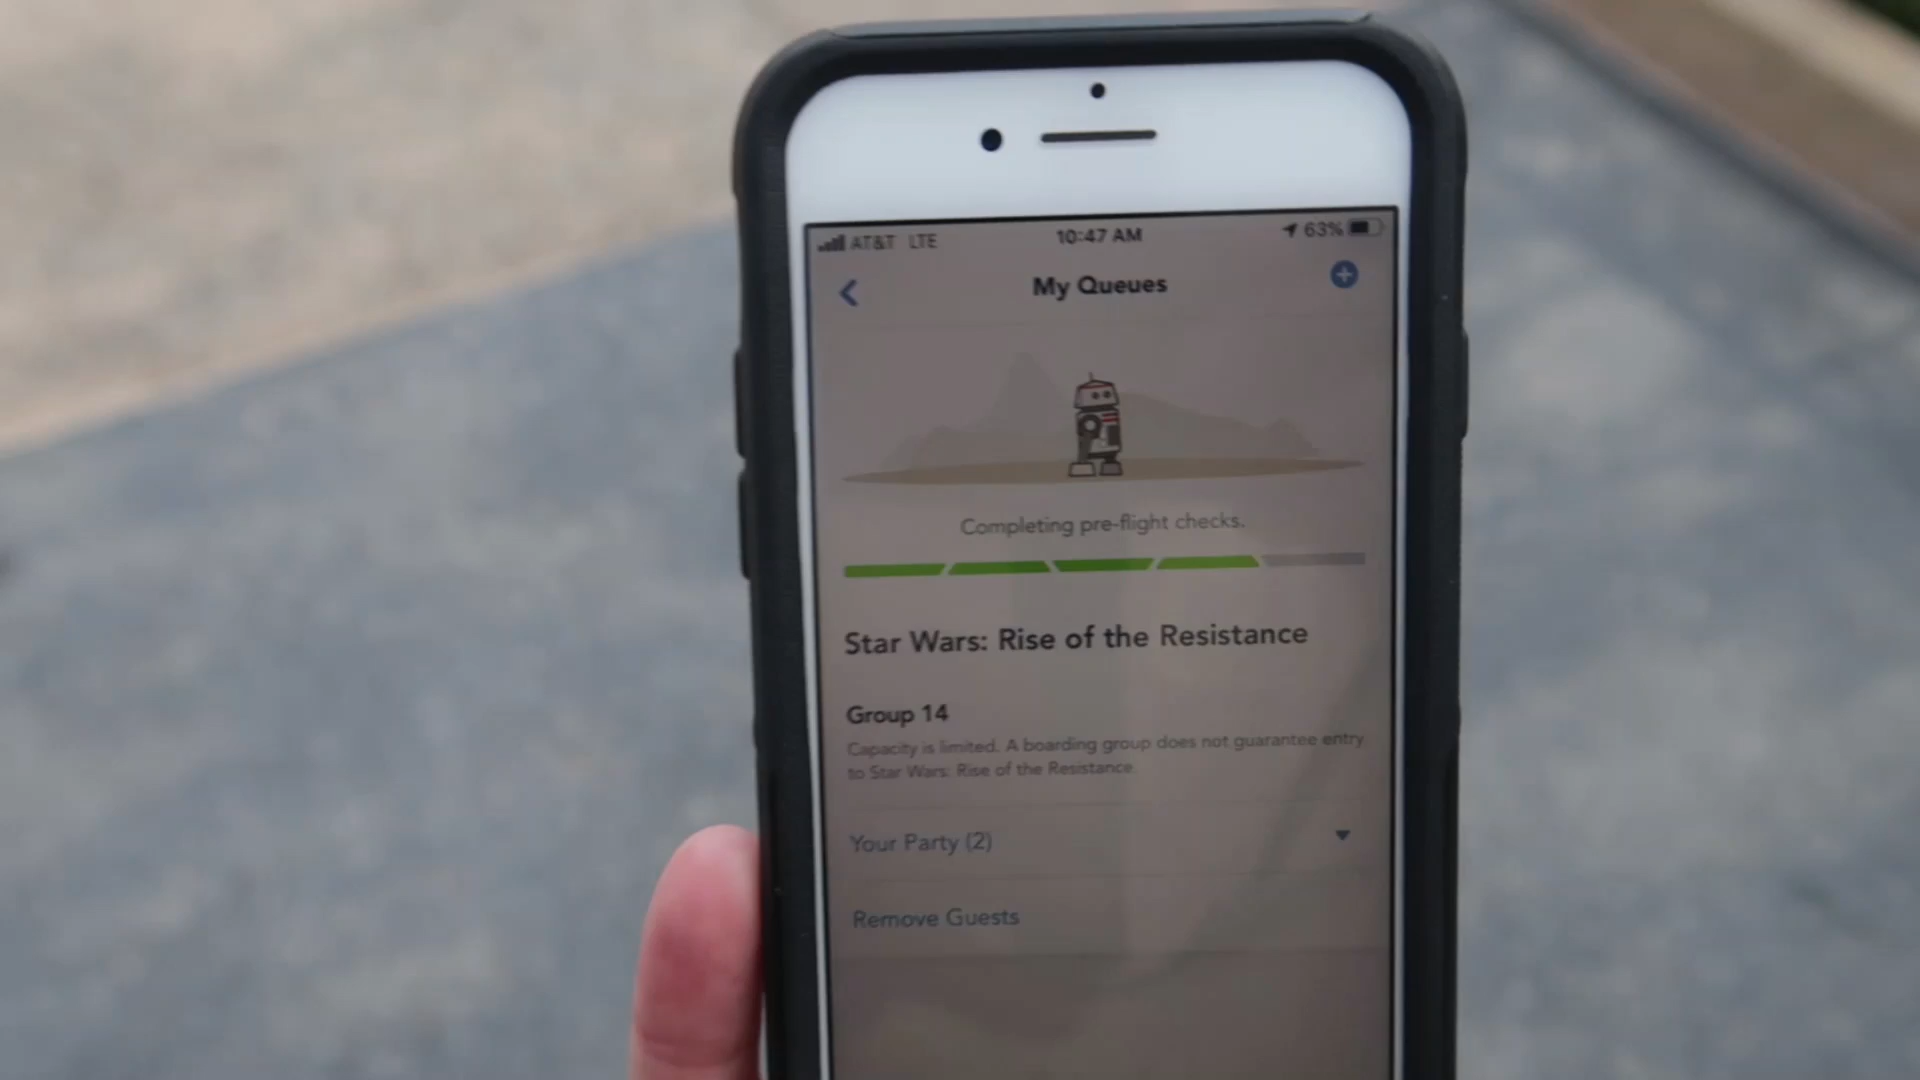 AT&T LTE 10:47 AM 63%
My Queues
Completing pre-flight checks.
Star Wars: Rise of the Resistance
Group 14
Capacity is limited. A boarding group does not guarantee entry
to Star Wars: Rise of the Resistance.
Your Party (2)
Remove Guests